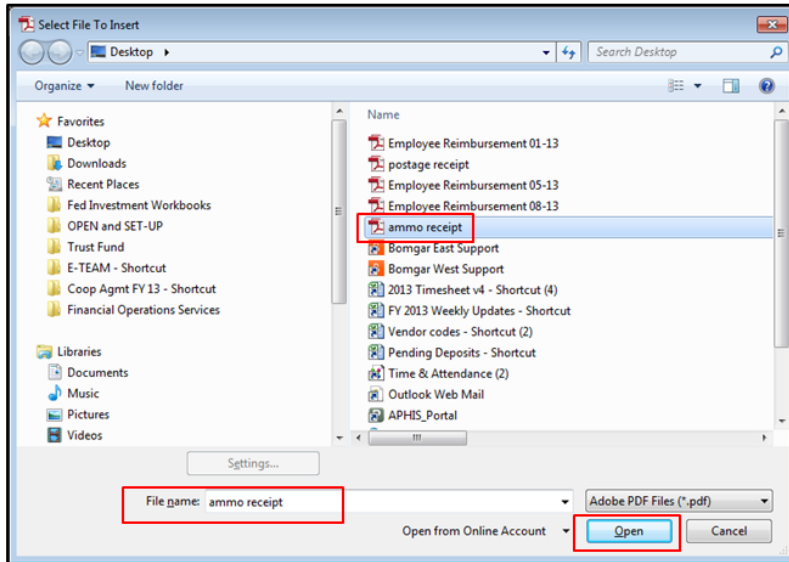 Select File To Insert
Desktop
Search Desktop
Organize
New folder
Favorites
Desktop
Downloads
Recent Places
Fed Investment Workbooks
OPEN and SET-UP
Trust Fund
E-TEAM - Shortcut
Coop Agmt FY 13 - Shortcut
Financial Operations Services
Libraries
Documents
Music
Pictures
Videos
Name
Employee Reimbursement 01-13
postage receipt
Employee Reimbursement 05-13
Employee Reimbursement 08-13
ammo receipt
Bomgar East Support
Bomgar West Support
2013 Timesheet v4 - Shortcut (4)
FY 2013 Weekly Updates - Shortcut
Vendor codes - Shortcut (2)
Pending Deposits - Shortcut
Time & Attendance (2)
Outlook Web Mail
APHIS_Portal
Settings...
File name: ammo receipt
Adobe PDF Files (*.pdf)
Open from Online Account
Open
Cancel